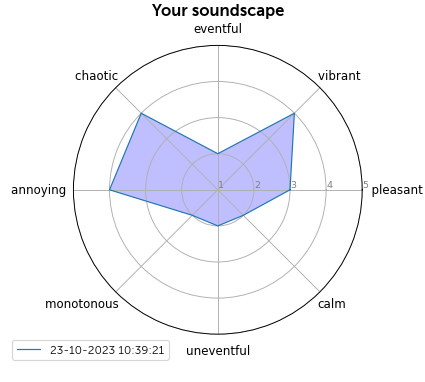 Your soundscape
eventful
chaotic
vibrant
annoying
1
2
3
4
5
pleasant
monotonous
calm
23-10-2023 10:39:21
uneventful